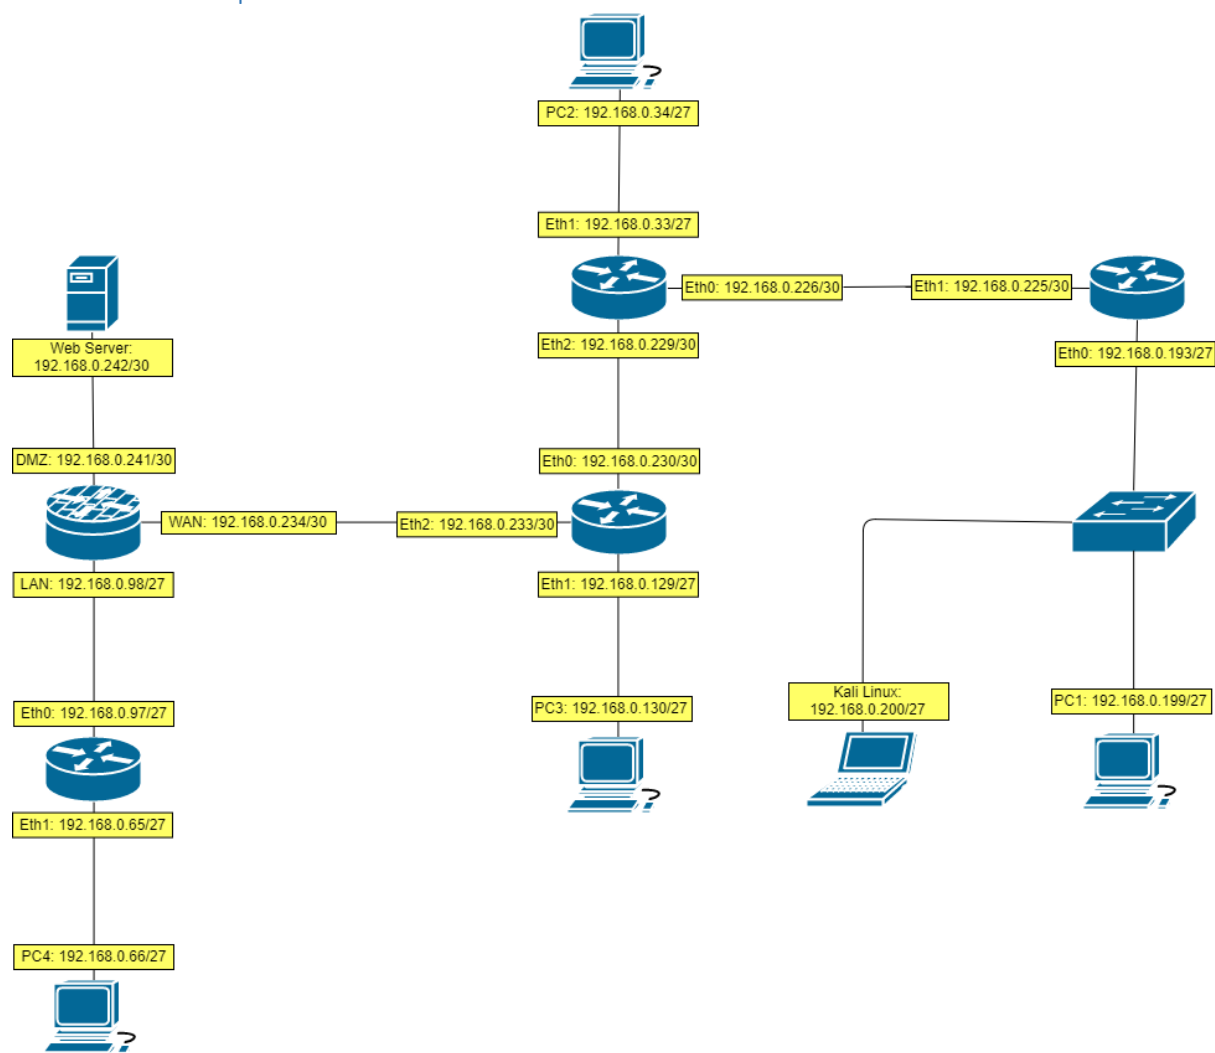 PC2: 192.168.0.34/27
Eth1: 192.168.0.33/27
Eth0: 192.168.0.226/30
Eth1: 192.168.0.225/30
Web Server:
192.168.0.242/30
Eth2: 192.168.0.229/30
Eth0: 192.168.0.193/27
DMZ: 192.168.0.241/30
Eth0: 192.168.0.230/30
WAN: 192.168.0.234/30
Eth2: 192.168.0.233/30
LAN: 192.168.0.98/27
Eth1: 192.168.0.129/27
Eth0: 192.168.0.97/27
PC3: 192.168.0.130/27
Kali Linux:
192.168.0.200/27
PC1: 192.168.0.199/27
Eth1: 192.168.0.65/27
PC4: 192.168.0.66/27